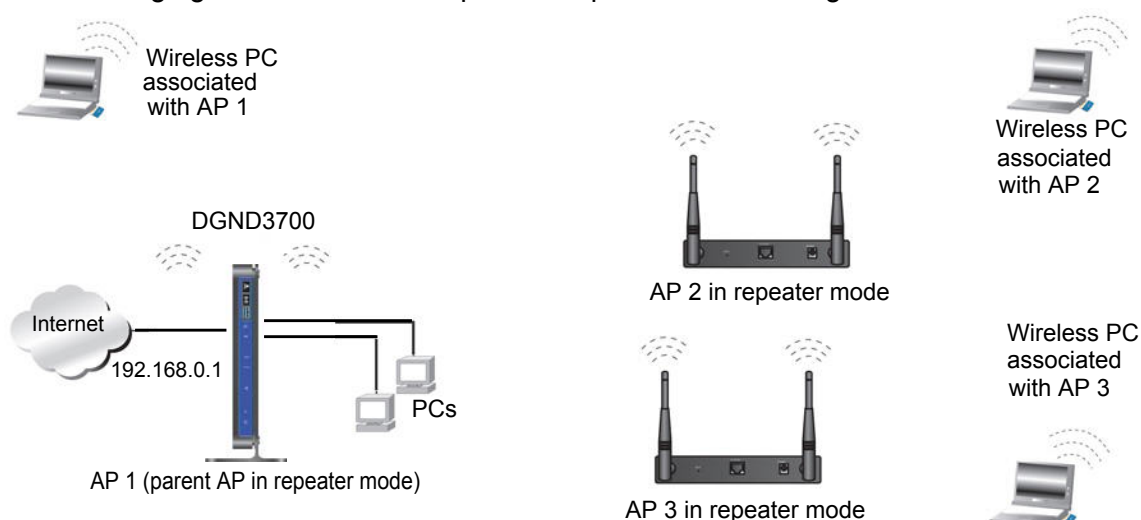 Wireless PC
associated
with AP 1
Wireless PC
associated
with AP 2
DGND3700
AP 2 in repeater mode
Internet
192.168.0.1
PCs
Wireless PC
associated
with AP 3
AP 1 (parent AP in repeater mode)
AP 3 in repeater mode